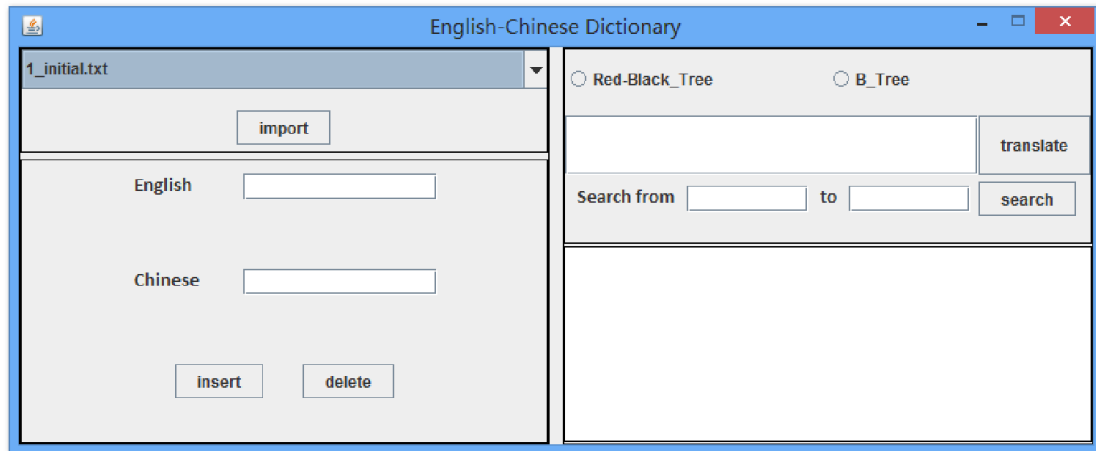 English-Chinese Dictionary
1_initial.txt
import
English
Chinese
insert delete
Red-Black_Tree B_Tree
translate
Search from to search